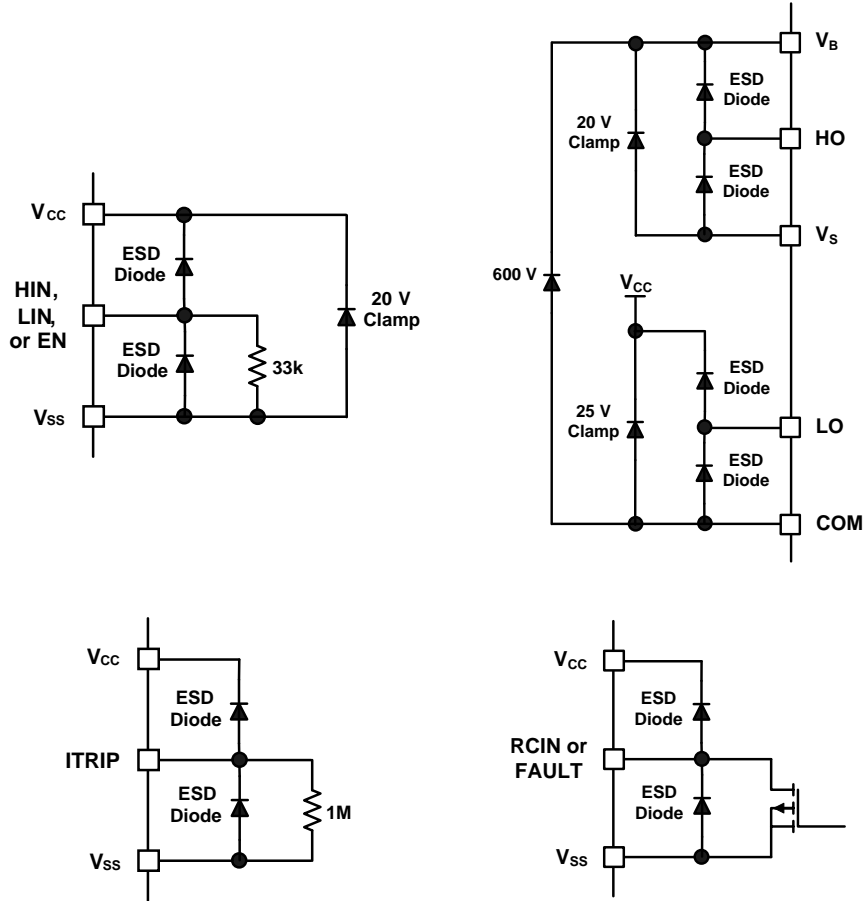 VCC
ESD
Diode
HIN,
LIN,
or EN
ESD
Diode
33k
20 V
Clamp
VSS
VB
ESD
Diode
20 V
Clamp
HO
ESD
Diode
VS
600 V
VCC
ESD
Diode
25 V
Clamp
LO
ESD
Diode
COM
VCC
ESD
Diode
ITRIP
ESD
Diode
1M
VSS
VCC
ESD
Diode
RCIN or
FAULT
ESD
Diode
VSS